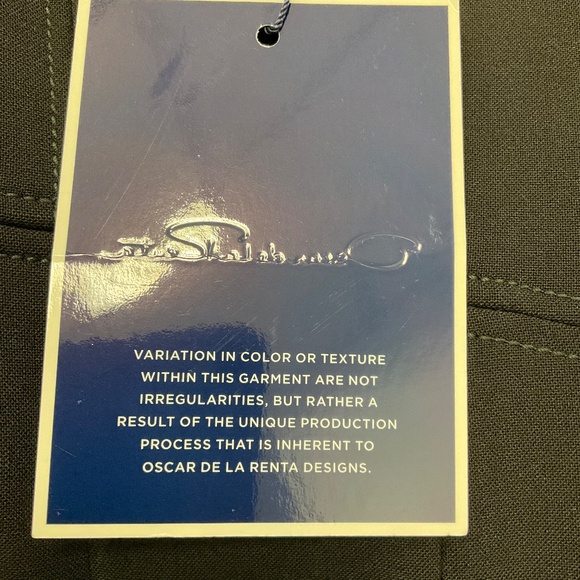 VARIATION IN COLOR OR TEXTURE
WITHIN THIS GARMENT ARE NOT
IRREGULARITIES, BUT RATHER A
RESULT OF THE UNIQUE PRODUCTION
PROCESS THAT IS INHERENT TO
OSCAR DE LA RENTA DESIGNS.